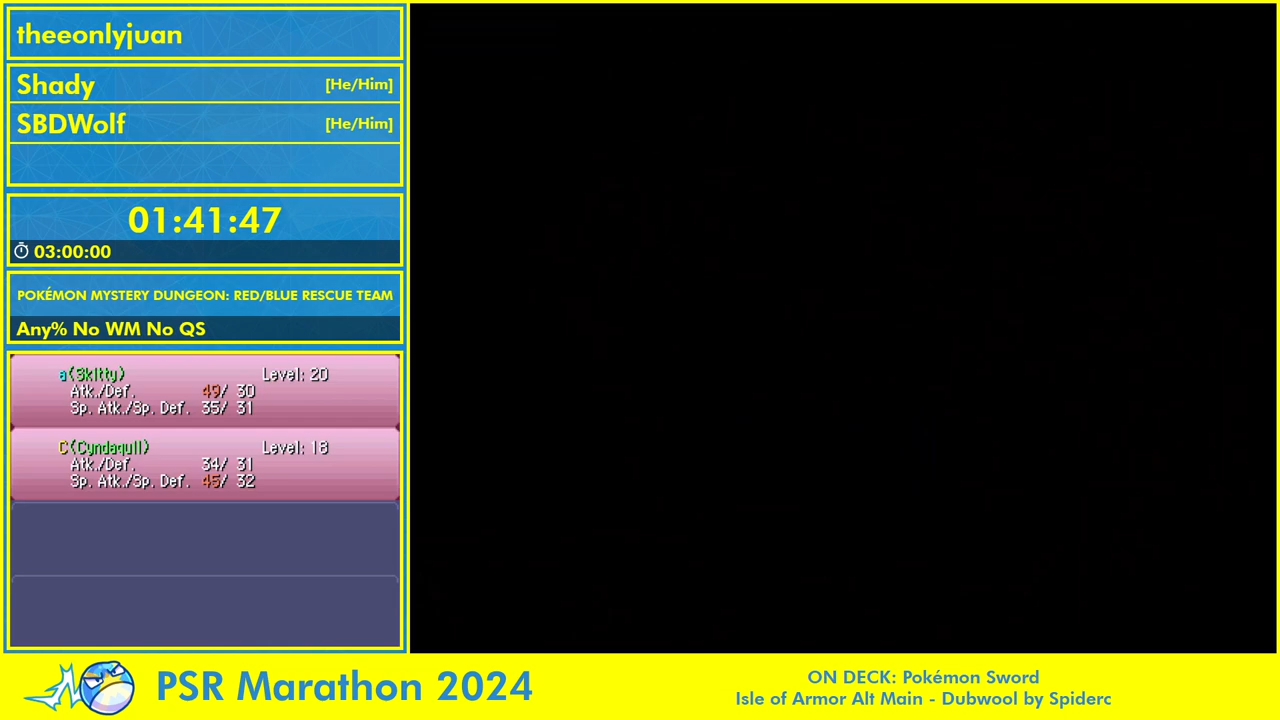 theeonlyjuan
Shady [He/Him]
SBDWolf [He/Him]
01:41:47
03:00:00
POKÉMON MYSTERY DUNGEON: RED/BLUE RESCUE TEAM
Any% No WM No QS
a(Skitty) Level: 20
Atk./Def. 49/ 30
Sp. Atk./Sp. Def. 35/ 31
C(Cyndaquil) Level: 18
Atk./Def. 34/ 31
Sp. Atk./Sp. Def. 45/ 32
PSR Marathon 2024
ON DECK: Pokémon Sword
Isle of Armor Alt Main - Dubwool by Spiderc